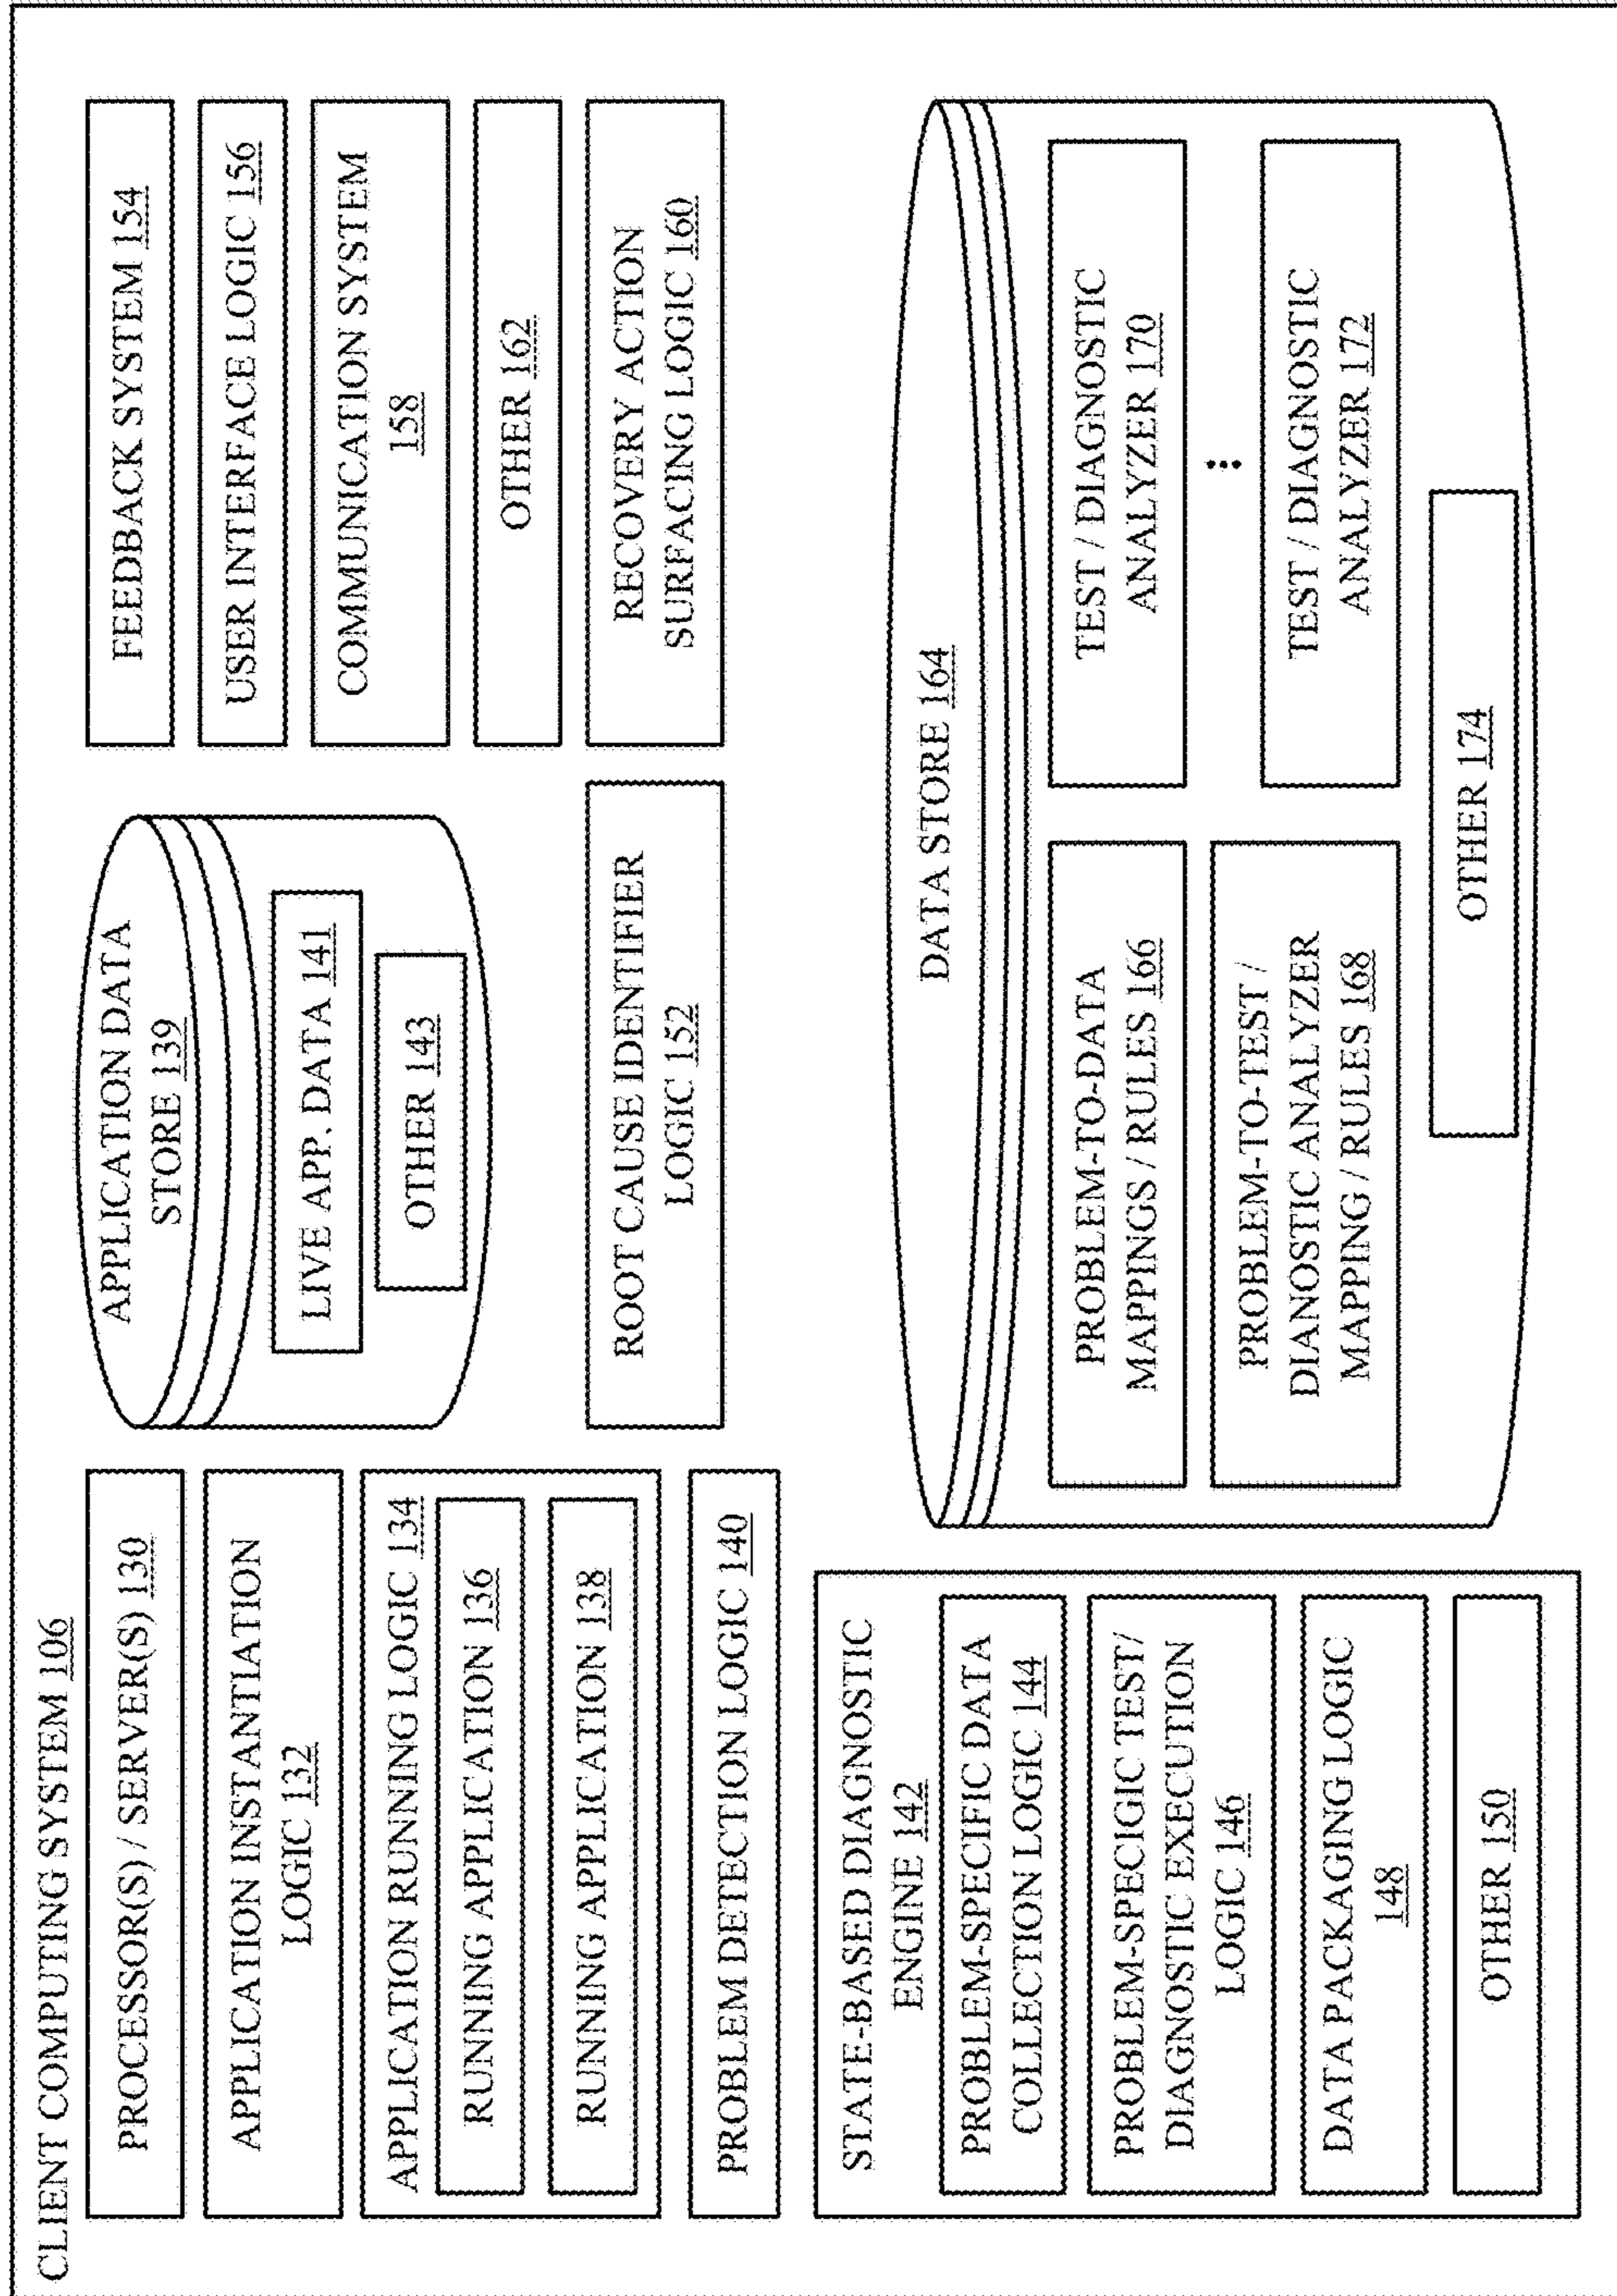 CLIENT COMPUTING SYSTEM 106
PROCESSOR(S) / SERVER(S) 130
APPLICATION INSTANTIATION
LOGIC 132
APPLICATION RUNNING LOGIC 134
RUNNING APPLICATION 136
RUNNING APPLICATION 138
PROBLEM DETECTION LOGIC 140
STATE-BASED DIAGNOSTIC
ENGINE 142
PROBLEM-SPECIFIC DATA
COLLECTION LOGIC 144
PROBLEM-SPECIGIC TEST/
DIAGNOSTIC EXECUTION
LOGIC 146
DATA PACKAGING LOGIC
148
OTHER 150
APPLICATION DATA
STORE 139
LIVE APP. DATA 141
OTHER 143
ROOT CAUSE IDENTIFIER
LOGIC 152
FEEDBACK SYSTEM 154
USER INTERFACE LOGIC 156
COMMUNICATION SYSTEM
158
OTHER 162
RECOVERY ACTION
SURFACING LOGIC 160
DATA STORE 164
PROBLEM-TO-DATA
MAPPINGS / RULES 166
PROBLEM-TO-TEST /
DIANOSTIC ANALYZER
MAPPING / RULES 168
TEST / DIAGNOSTIC
ANALYZER 170
⋮
TEST / DIAGNOSTIC
ANALYZER 172
OTHER 174